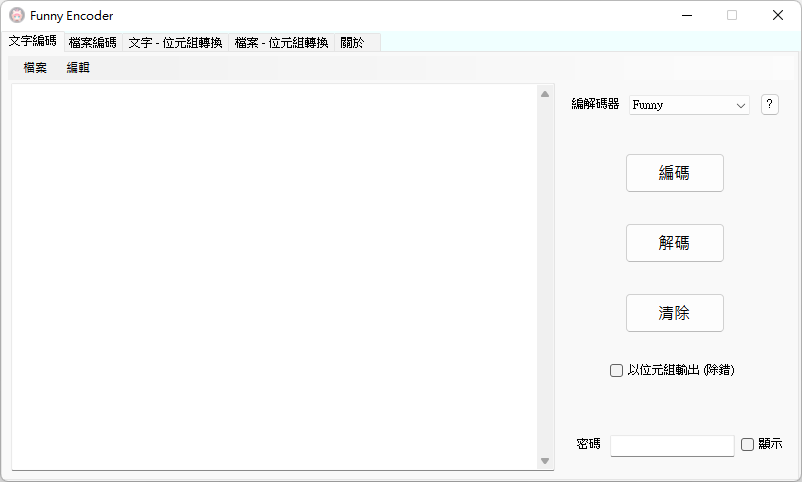 Funny Encoder
文字編碼 檔案編碼 文字 - 位元組轉換 檔案 - 位元組轉換 關於
檔案 編輯
編解碼器 Funny ?
編碼
解碼
清除
以位元組輸出 (除錯)
密碼 顯示